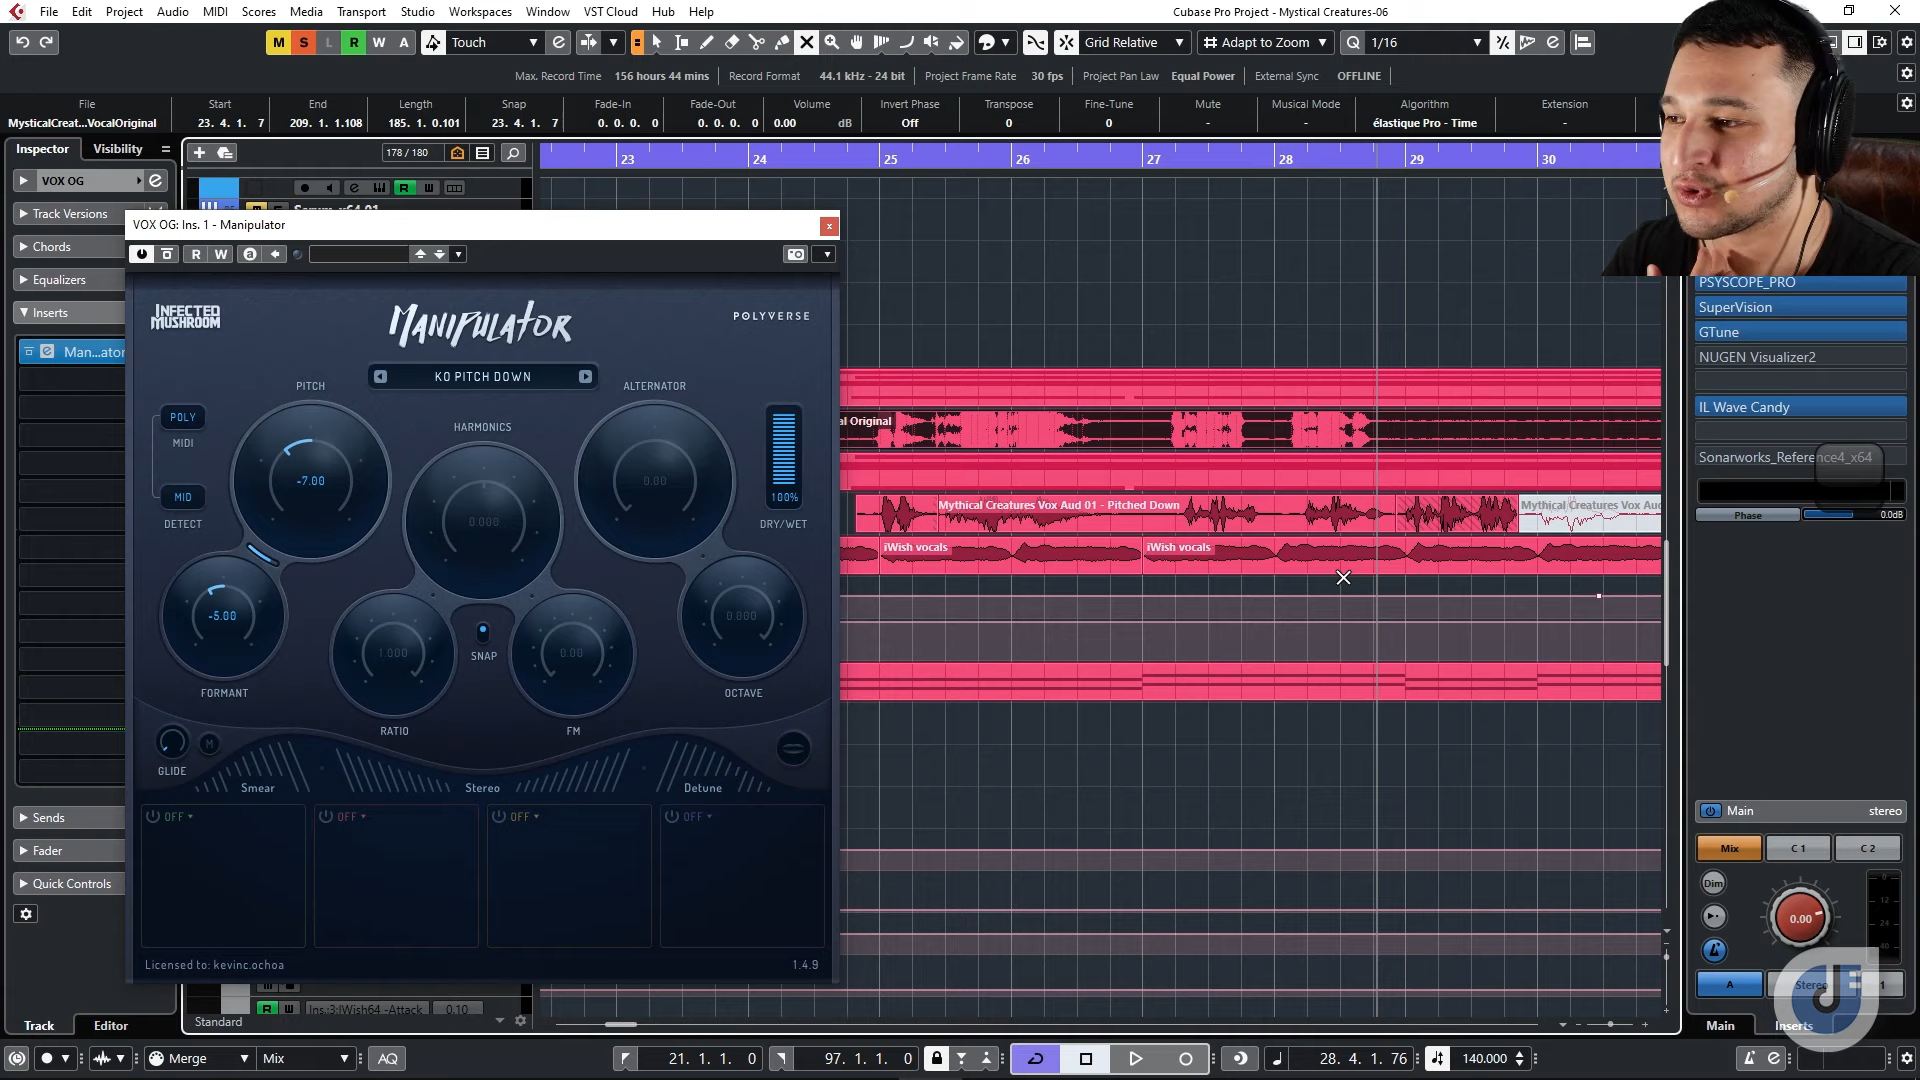 File Edit Project Audio MIDI Scores Media Transport Studio Workspaces Window VST Cloud Hub Help
Cubase Pro Project - Mystical Creatures-06
M S L R W A Touch Grid Relative Adapt to Zoom Q 1/16
Max. Record Time 156 hours 44 mins Record Format 44.1 kHz - 24 bit Project Frame Rate 30 fps Project Pan Law Equal Power External Sync OFFLINE
File Start End Length Snap Fade-In Fade-Out Volume Invert Phase Transpose Fine-Tune Mute Musical Mode Algorithm Extension
MysticalCreat...VocalOriginal 23. 4. 1. 7 209. 1. 1.108 185. 1. 0.101 23. 4. 1. 7 0. 0. 0. 0 0. 0. 0. 0 0.00 dB Off 0 0 - - élastique Pro - Time -
Inspector Visibility
178 / 180
23 24 25 26 27 28 29 30
VOX OG
Track Versions
Chords
Equalizers
Inserts
Man...ator
Sends
Fader
Quick Controls
Track Editor
VOX OG: Ins. 1 - Manipulator
R W
INFECTED MUSHROOM
MANIPULATOR
POLYVERSE
KO PITCH DOWN
PITCH
ALTERNATOR
POLY
MIDI
HARMONICS
-7.00
0.00
0.000
MID
DETECT
100%
DRY/WET
-5.00
1.000
0.00
0.000
SNAP
FORMANT
OCTAVE
RATIO
FM
GLIDE
M
Smear Stereo Detune
OFF OFF OFF OFF
Licensed to: kevinc.ochoa
1.4.9
R Ins.:3:IWish64 -Attack 0.10
Standard
al Original
Mythical Creatures Vox Aud 01 - Pitched Down
Mythical Creatures Vox Aud
iWish vocals
iWish vocals
PSYSCOPE_PRO
SuperVision
GTune
NUGEN Visualizer2
IL Wave Candy
Sonarworks_Reference4_x64
Phase 0.0dB
Main stereo
Mix C 1 C 2
Dim
0.00
0
12
24
40
A Stereo 1
Main Inserts
Merge Mix AQ
21. 1. 1. 0
97. 1. 1. 0
28. 4. 1. 76
140.000